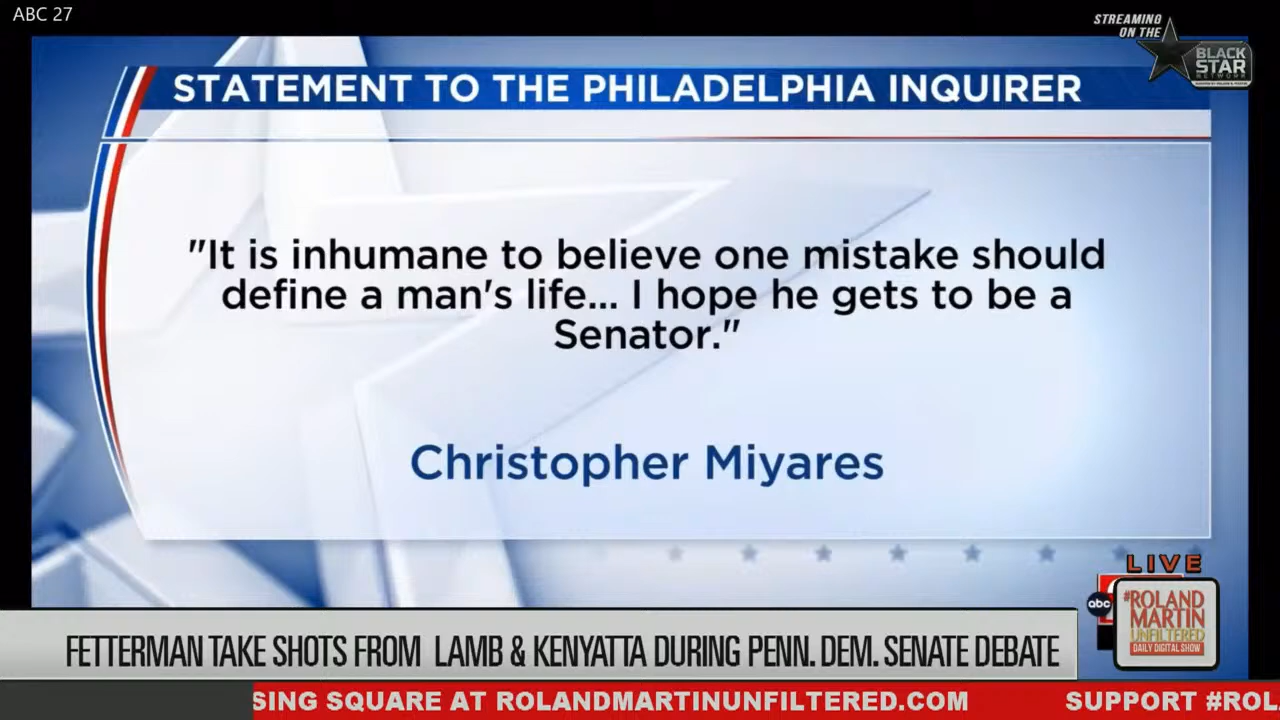 ABC 27
STREAMING
ON THE
BLACK
STAR
NETWORK
STATEMENT TO THE PHILADELPHIA INQUIRER
"It is inhumane to believe one mistake should
define a man's life... I hope he gets to be a
Senator."
Christopher Miyares
LIVE
abc
#ROLAND
MARTIN
UNFILTERED
DAILY DIGITAL SHOW
FETTERMAN TAKE SHOTS FROM LAMB & KENYATTA DURING PENN. DEM. SENATE DEBATE
SING SQUARE AT ROLANDMARTINUNFILTERED.COM SUPPORT #ROL